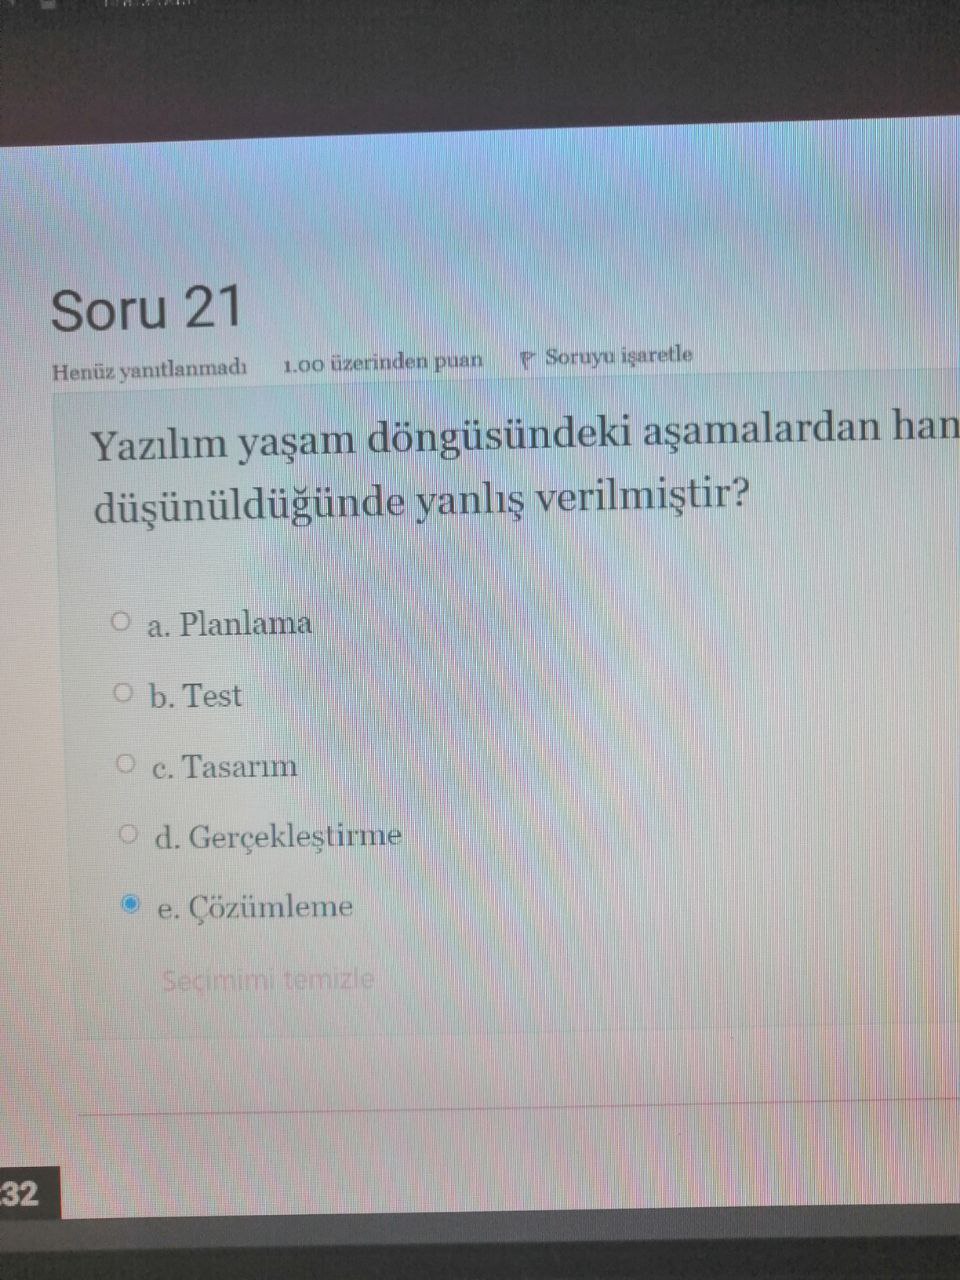 Soru 21
Henüz yanıtlanmadı 1.00 üzerinden puan Soruyu işaretle
Yazılım yaşam döngüsündeki aşamalardan han
düşünüldüğünde yanlış verilmiştir?
a. Planlama
b. Test
c. Tasarım
d. Gerçekleştirme
e. Çözümleme
Seçimimi temizle
:32